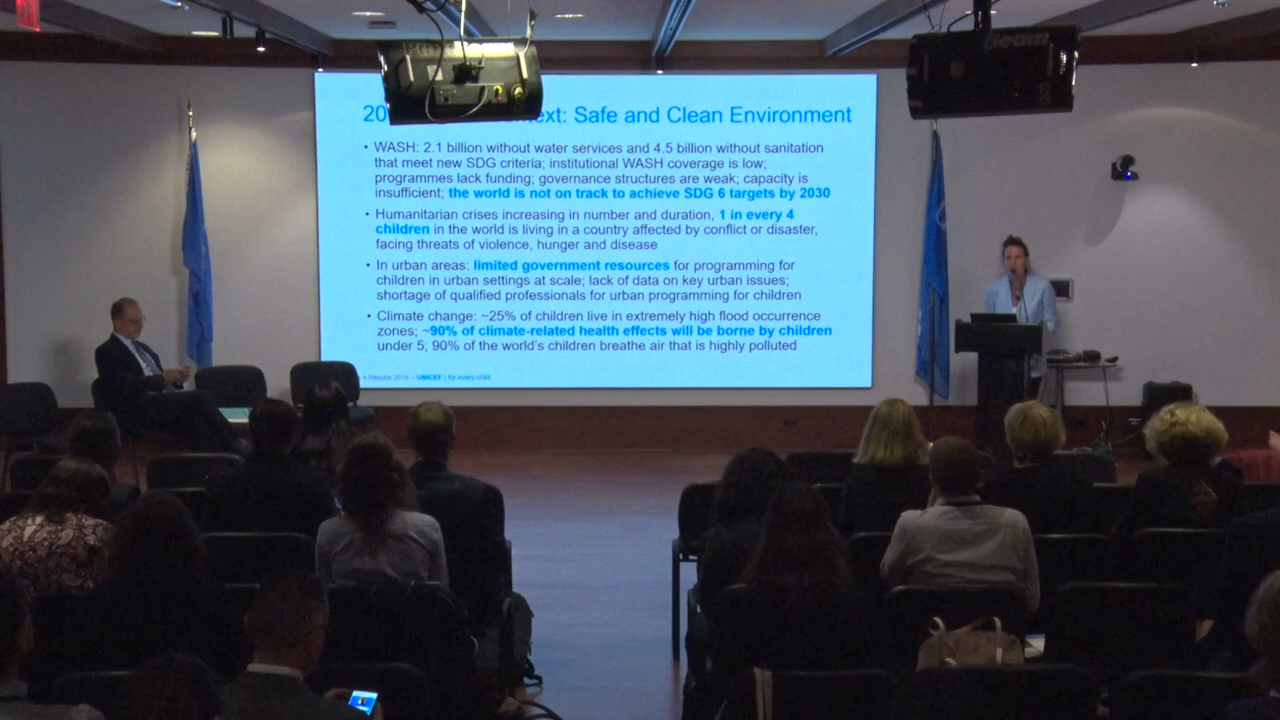 20 xt: Safe and Clean Environment
• WASH: 2.1 billion without water services and 4.5 billion without sanitation
that meet new SDG criteria; institutional WASH coverage is low;
programmes lack funding; governance structures are weak; capacity is
insufficient; the world is not on track to achieve SDG 6 targets by 2030
• Humanitarian crises increasing in number and duration, 1 in every 4
children in the world is living in a country affected by conflict or disaster,
facing threats of violence, hunger and disease
• In urban areas: limited government resources for programming for
children in urban settings at scale; lack of data on key urban issues;
shortage of qualified professionals for urban programming for children
• Climate change: ~25% of children live in extremely high flood occurrence
zones; ~90% of climate-related health effects will be borne by children
under 5; 90% of the world's children breathe air that is highly polluted
4 Results 2018 – UNICEF | for every child